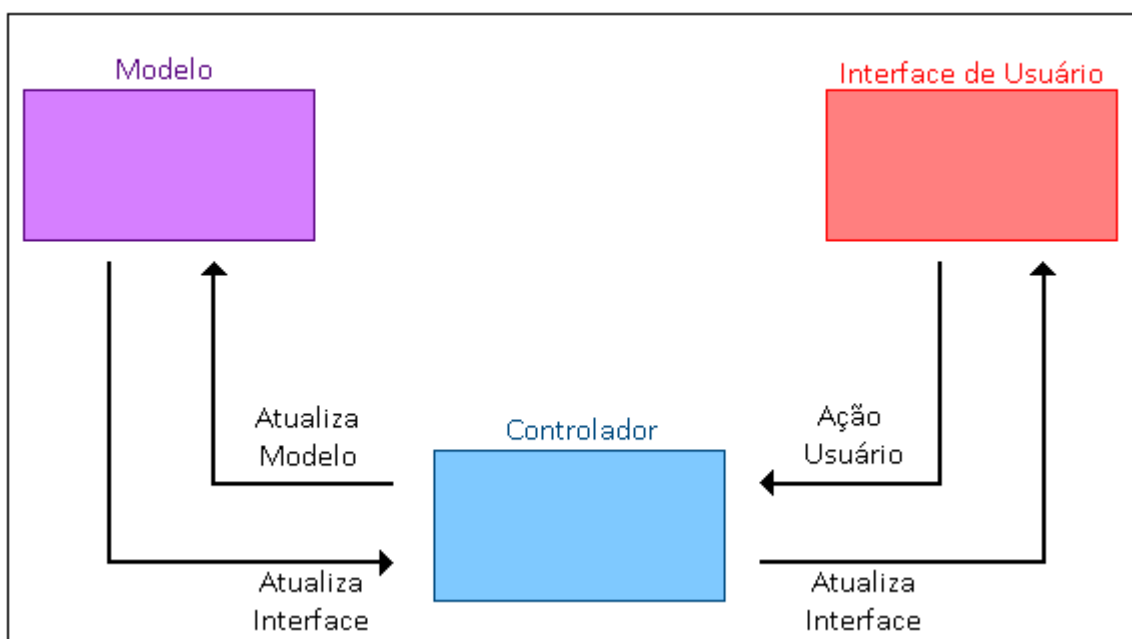 Modelo
Interface de Usuário
Atualiza
Modelo
Controlador
Ação
Usuário
Atualiza
Interface
Atualiza
Interface